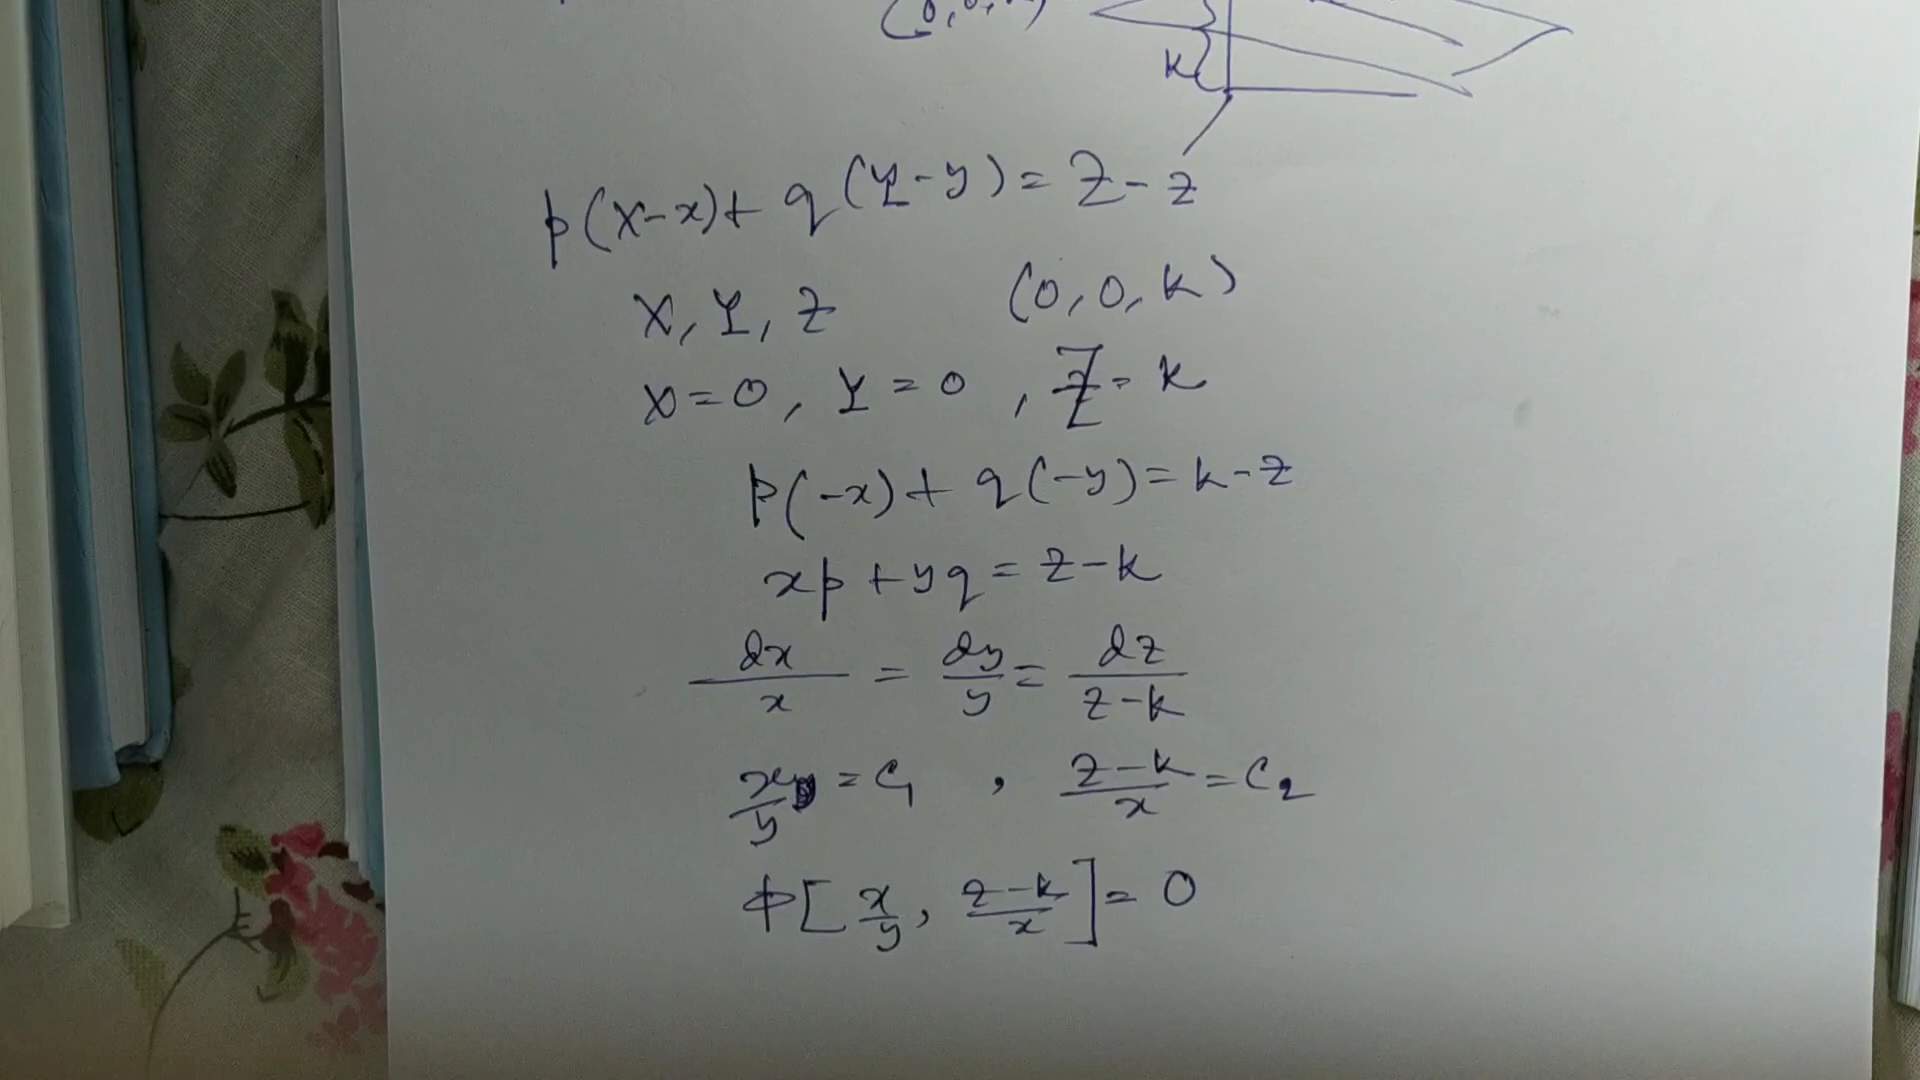 (0,0,k)
k
p(X-x)+ q(Y-y)= Z-z
X, Y, Z (0,0,k)
X=0, Y=0, Z=k
p(-x)+ q(-y)= k-z
xp+yq= z-k
dx/x = dy/y = dz/z-k
x/y = C1 , z-k/x = C2
ϕ[x/y, z-k/x]=0